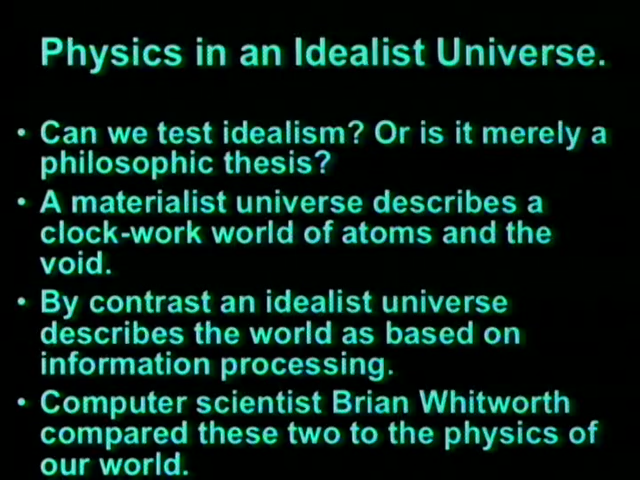 Physics in an Idealist Universe.
• Can we test idealism? Or is it merely a
philosophic thesis?
• A materialist universe describes a
clock-work world of atoms and the
void.
• By contrast an idealist universe
describes the world as based on
information processing.
• Computer scientist Brian Whitworth
compared these two to the physics of
our world.